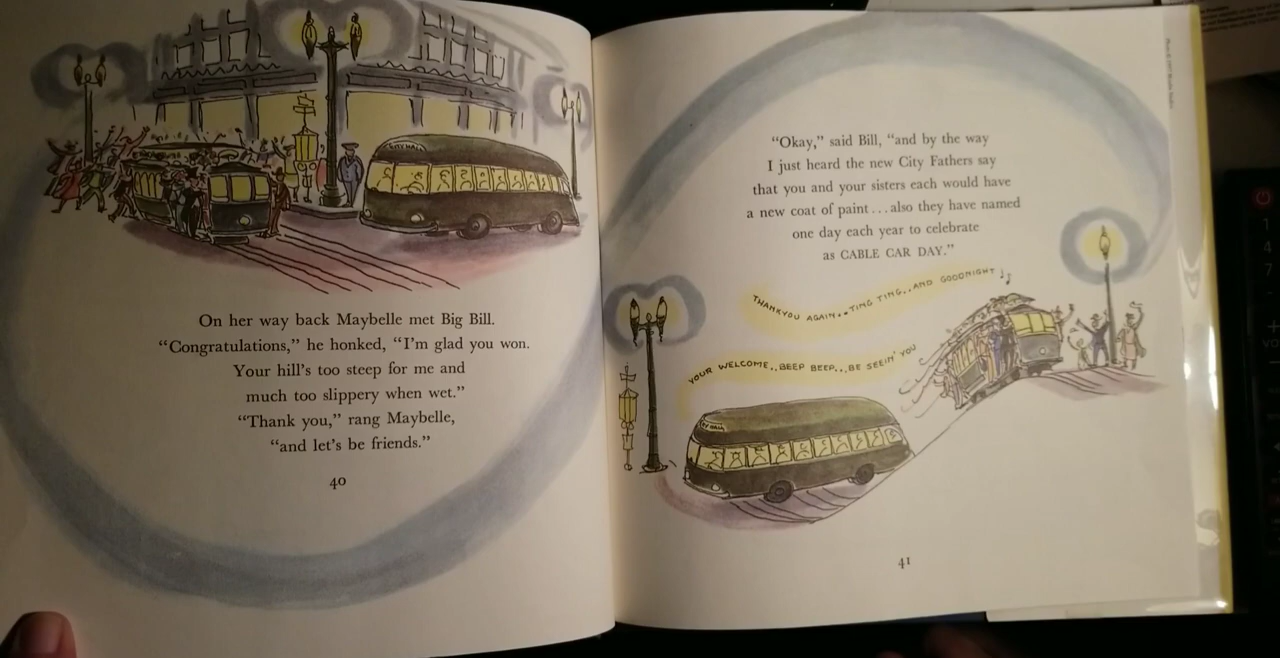 CITY HALL
On her way back Maybelle met Big Bill.
“Congratulations,” he honked, “I’m glad you won.
Your hill’s too steep for me and
much too slippery when wet.”
“Thank you,” rang Maybelle,
“and let’s be friends.”
40
“Okay,” said Bill, “and by the way
I just heard the new City Fathers say
that you and your sisters each would have
a new coat of paint...also they have named
one day each year to celebrate
as CABLE CAR DAY.”
THANKYOU AGAIN..TING TING..AND GOODNIGHT
YOUR WELCOME..BEEP BEEP...BE SEEIN' YOU
CITY HALL
41